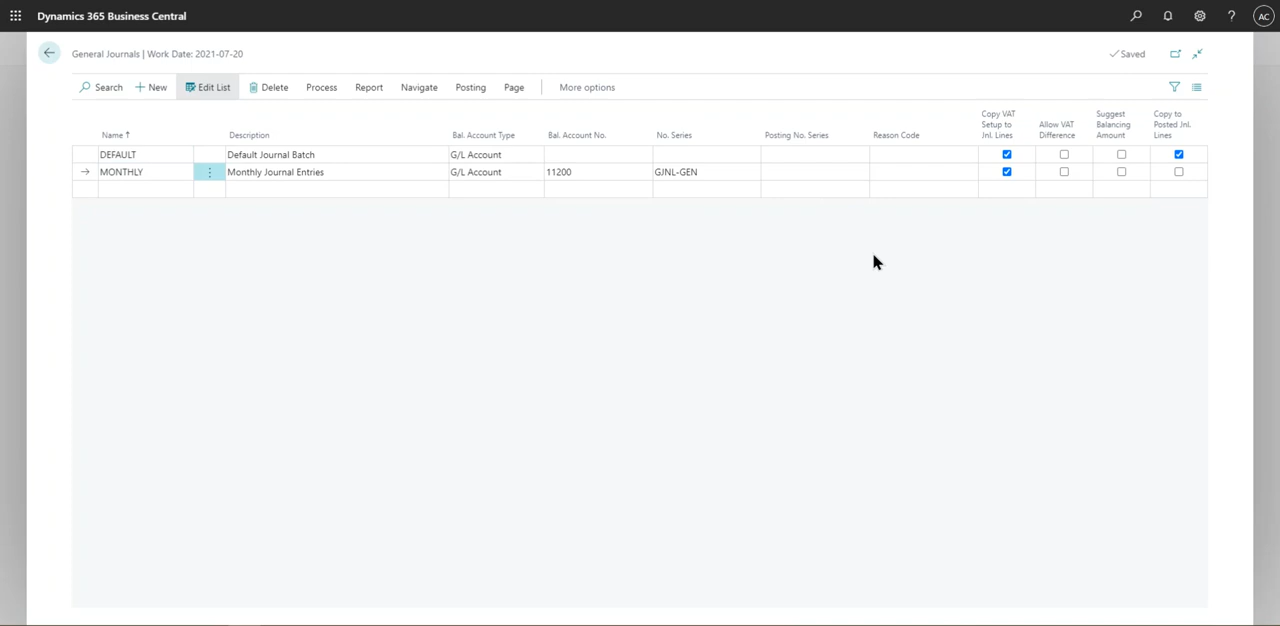 Dynamics 365 Business Central
? AC
General Journals | Work Date: 2021-07-20
✓Saved
Search + New Edit List Delete Process Report Navigate Posting Page More options
Name ↑ Description Bal. Account Type Bal. Account No. No. Series Posting No. Series Reason Code Copy VAT Setup to Jnl. Lines Allow VAT Difference Suggest Balancing Amount Copy to Posted Jnl. Lines
DEFAULT Default Journal Batch G/L Account
→ MONTHLY Monthly Journal Entries G/L Account 11200 GJNL-GEN